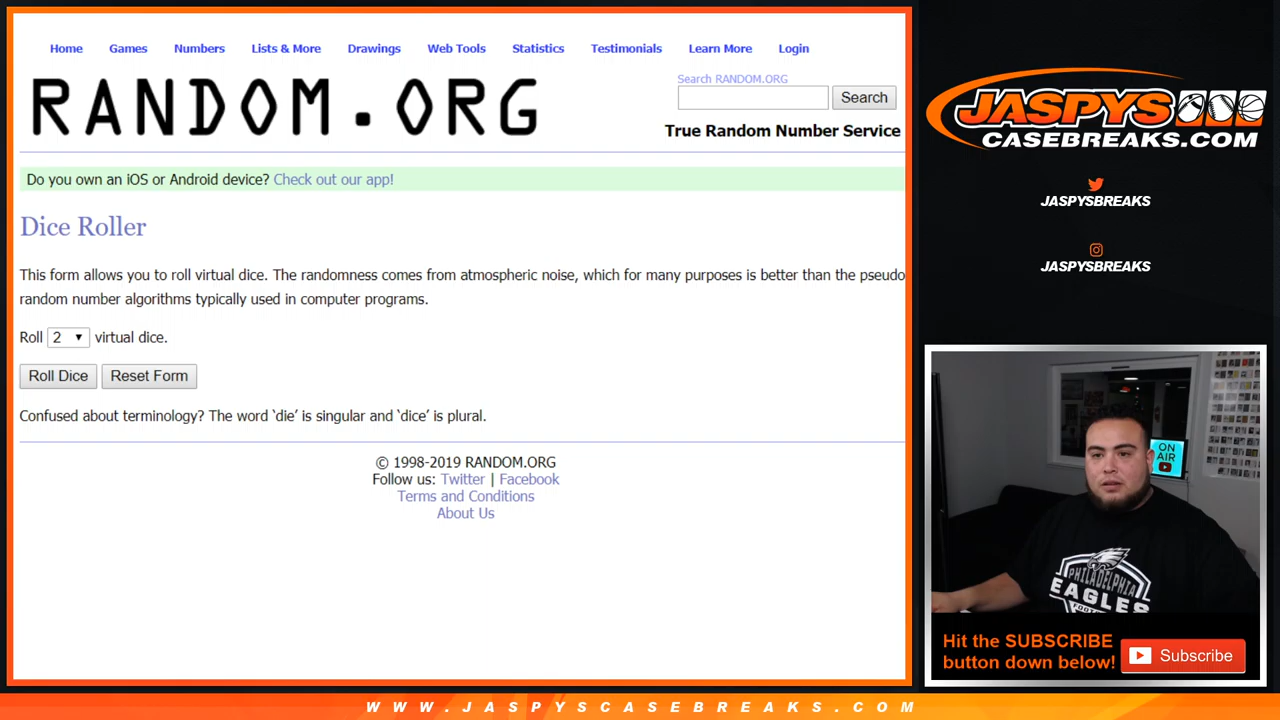 Home Games Numbers Lists & More Drawings Web Tools Statistics Testimonials Learn More Login
RANDOM.ORG
Search RANDOM.ORG
Search
True Random Number Service
Do you own an iOS or Android device? Check out our app!
Dice Roller
This form allows you to roll virtual dice. The randomness comes from atmospheric noise, which for many purposes is better than the pseudo
random number algorithms typically used in computer programs.
Roll 2 virtual dice.
Roll Dice Reset Form
Confused about terminology? The word ‘die’ is singular and ‘dice’ is plural.
© 1998-2019 RANDOM.ORG
Follow us: Twitter | Facebook
Terms and Conditions
About Us
JASPYS
CASEBREAKS.COM
JASPYSBREAKS
JASPYSBREAKS
ON
AIR
PHILADELPHIA
EAGLES
Hit the SUBSCRIBE
button down below!
Subscribe
WWW.JASPYSCASEBREAKS.COM